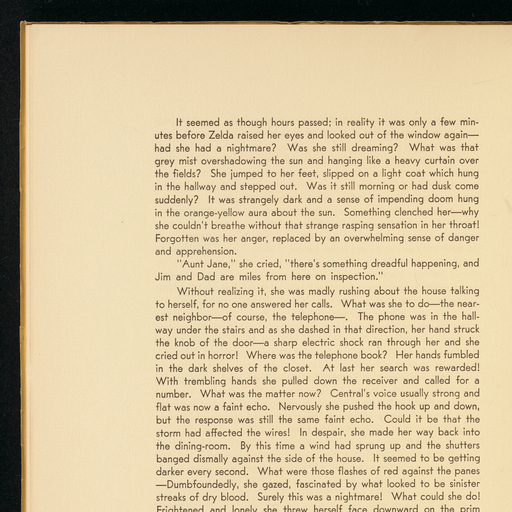 It seemed as though hours passed; in reality it was only a few min-
utes before Zelda raised her eyes and looked out of the window again—
had she had a nightmare? Was she still dreaming? What was that
grey mist overshadowing the sun and hanging like a heavy curtain over
the fields? She jumped to her feet, slipped on a light coat which hung
in the hallway and stepped out. Was it still morning or had dusk come
suddenly? It was strangely dark and a sense of impending doom hung
in the orange-yellow aura about the sun. Something clenched her—why
she couldn't breathe without that strange rasping sensation in her throat!
Forgotten was her anger, replaced by an overwhelming sense of danger
and apprehension.
"Aunt Jane," she cried, "there's something dreadful happening, and
Jim and Dad are miles from here on inspection."
Without realizing it, she was madly rushing about the house talking
to herself, for no one answered her calls. What was she to do—the near-
est neighbor—of course, the telephone—. The phone was in the hall-
way under the stairs and as she dashed in that direction, her hand struck
the knob of the door—a sharp electric shock ran through her and she
cried out in horror! Where was the telephone book? Her hands fumbled
in the dark shelves of the closet. At last her search was rewarded!
With trembling hands she pulled down the receiver and called for a
number. What was the matter now? Central's voice usually strong and
flat was now a faint echo. Nervously she pushed the hook up and down,
but the response was still the same faint echo. Could it be that the
storm had affected the wires! In despair, she made her way back into
the dining-room. By this time a wind had sprung up and the shutters
banged dismally against the side of the house. It seemed to be getting
darker every second. What were those flashes of red against the panes
—Dumbfoundedly, she gazed, fascinated by what looked to be sinister
streaks of dry blood. Surely this was a nightmare! What could she do!
Frightened and lonely she threw herself face downward on the prim